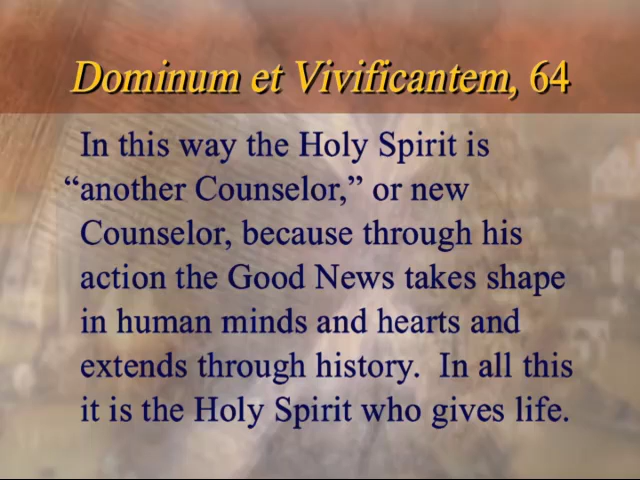 Dominum et Vivificantem, 64
In this way the Holy Spirit is
“another Counselor,” or new
Counselor, because through his
action the Good News takes shape
in human minds and hearts and
extends through history.  In all this
it is the Holy Spirit who gives life.